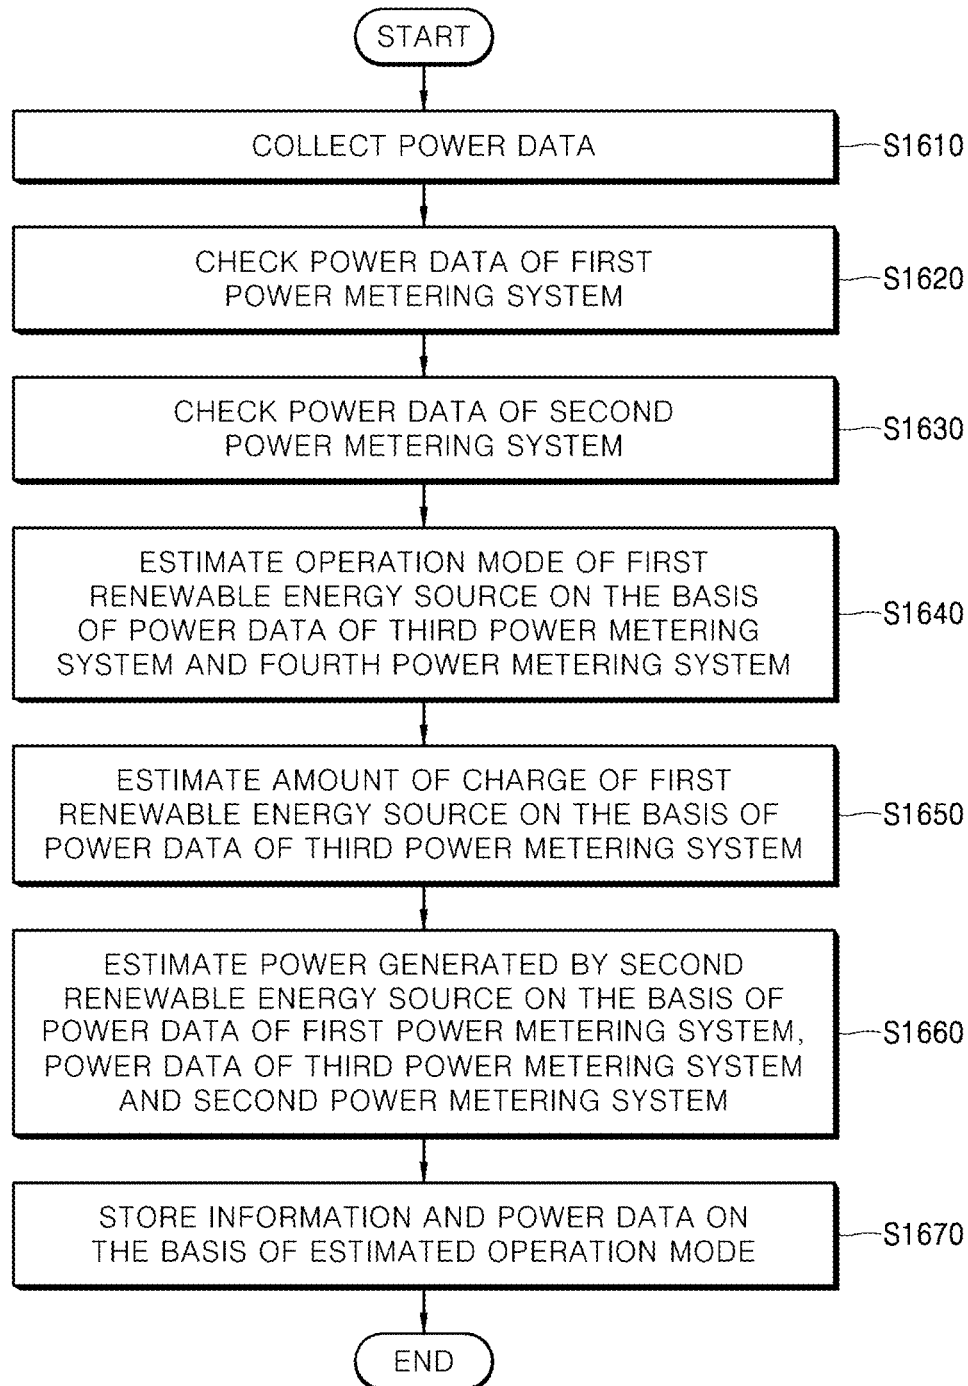 START
COLLECT POWER DATA
S1610
CHECK POWER DATA OF FIRST
POWER METERING SYSTEM
S1620
CHECK POWER DATA OF SECOND
POWER METERING SYSTEM
S1630
ESTIMATE OPERATION MODE OF FIRST
RENEWABLE ENERGY SOURCE ON THE BASIS
OF POWER DATA OF THIRD POWER METERING
SYSTEM AND FOURTH POWER METERING SYSTEM
S1640
ESTIMATE AMOUNT OF CHARGE OF FIRST
RENEWABLE ENERGY SOURCE ON THE BASIS OF
POWER DATA OF THIRD POWER METERING SYSTEM
S1650
ESTIMATE POWER GENERATED BY SECOND
RENEWABLE ENERGY SOURCE ON THE BASIS OF
POWER DATA OF FIRST POWER METERING SYSTEM,
POWER DATA OF THIRD POWER METERING SYSTEM
AND SECOND POWER METERING SYSTEM
S1660
STORE INFORMATION AND POWER DATA ON
THE BASIS OF ESTIMATED OPERATION MODE
S1670
END